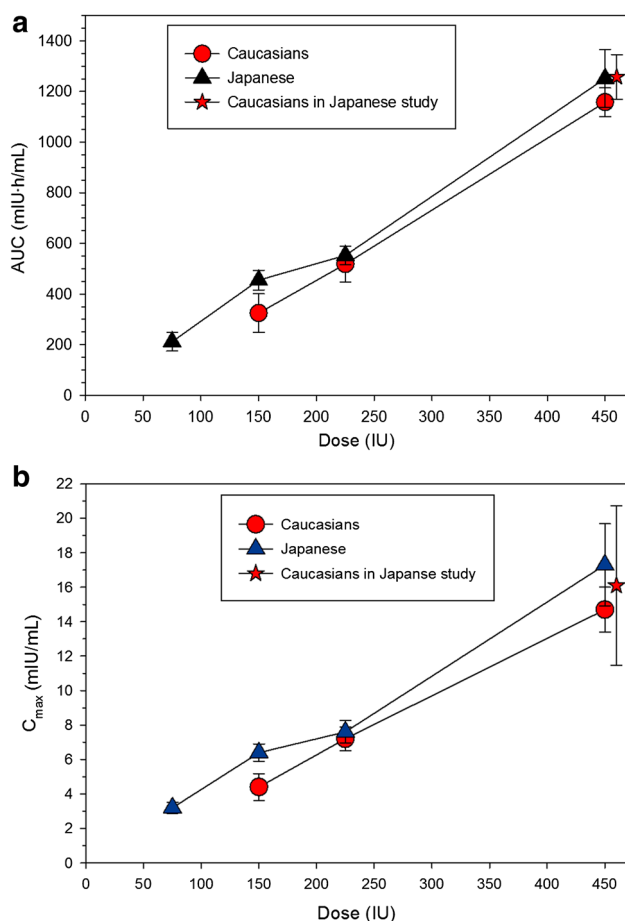 a
1400
1200
1000
800
600
400
200
0
AUC (mIU·h/mL)
Caucasians
Japanese
Caucasians in Japanese study
0 50 100 150 200 250 300 350 400 450
Dose (IU)
b
22
20
18
16
14
12
10
8
6
4
2
0
Cmax (mIU/mL)
Caucasians
Japanese
Caucasians in Japanse study
0 50 100 150 200 250 300 350 400 450
Dose (IU)